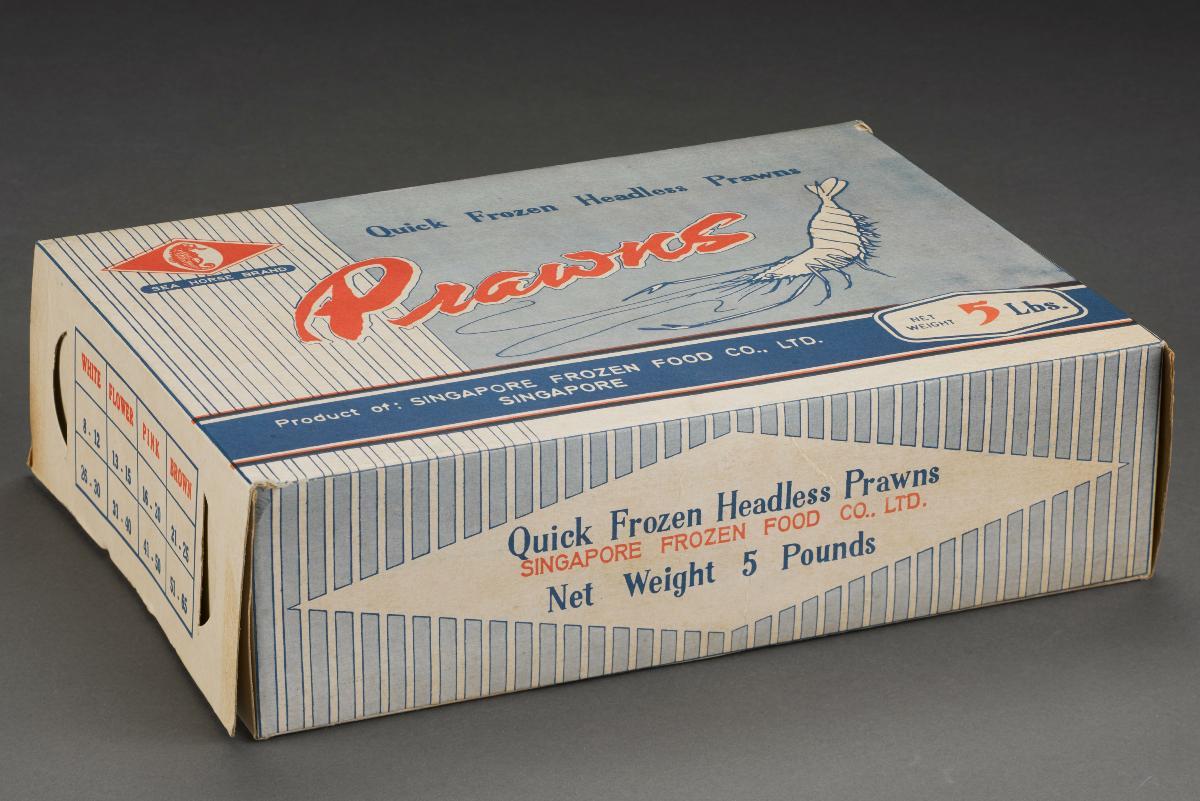 Quick Frozen Headless Prawns
SEA HORSE BRAND
Prawns
NET WEIGHT 5 Lbs.
Product of: SINGAPORE FROZEN FOOD CO., LTD.
SINGAPORE
WHITE FLOWER PINK BROWN
8 - 12 13 - 15 16 - 20 21 - 25
26 - 30 31 - 40 41 - 50 51 - 65
Quick Frozen Headless Prawns
SINGAPORE FROZEN FOOD CO., LTD.
Net Weight 5 Pounds